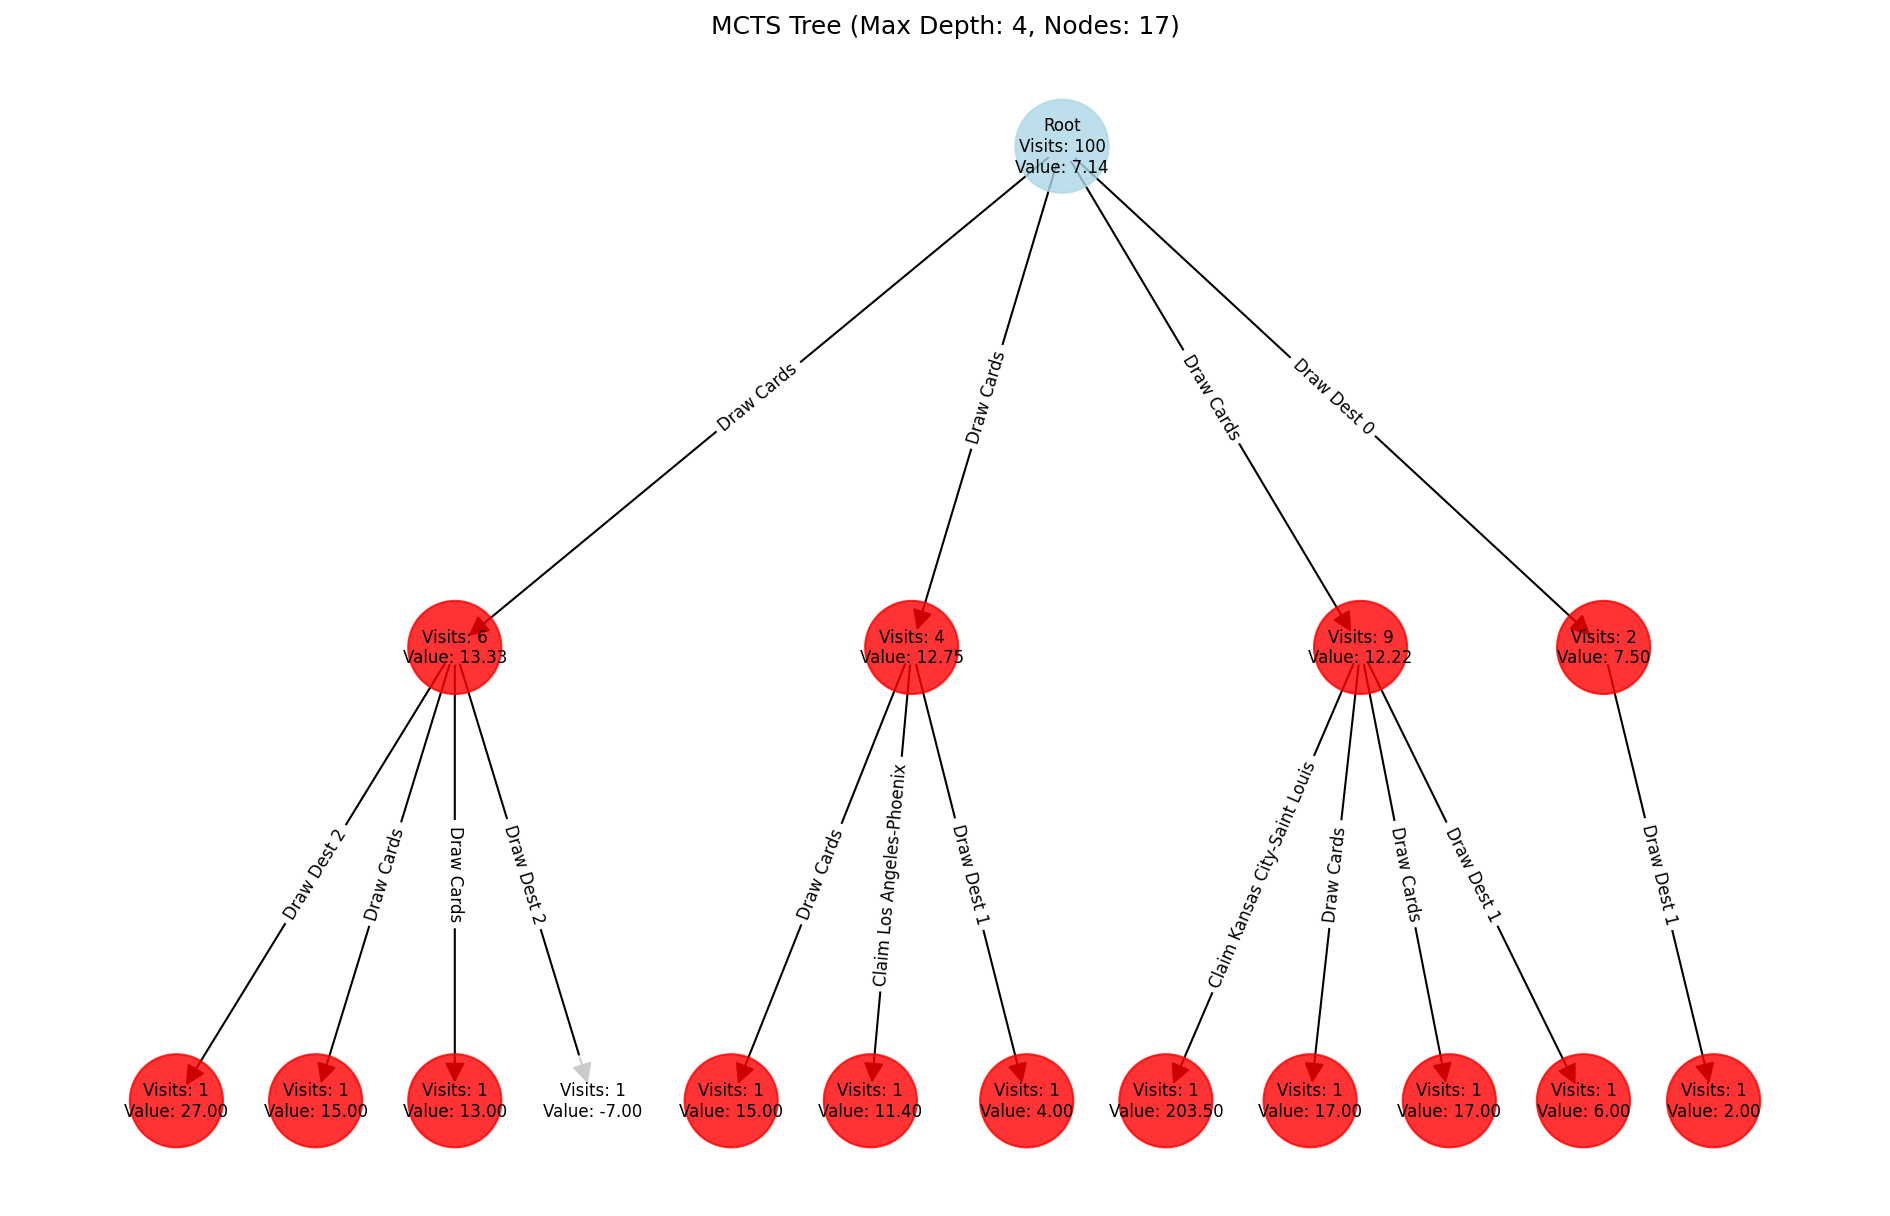 MCTS Tree (Max Depth: 4, Nodes: 17)
Root
Visits: 100
Value: 7.14
Draw Cards
Draw Cards
Draw Cards
Draw Dest 0
Visits: 6
Value: 13.33
Visits: 4
Value: 12.75
Visits: 9
Value: 12.22
Visits: 2
Value: 7.50
Draw Dest 2
Draw Cards
Draw Cards
Draw Dest 2
Draw Cards
Claim Los Angeles-Phoenix
Draw Dest 1
Claim Kansas City-Saint Louis
Draw Cards
Draw Cards
Draw Dest 1
Draw Dest 1
Visits: 1
Value: 27.00
Visits: 1
Value: 15.00
Visits: 1
Value: 13.00
Visits: 1
Value: -7.00
Visits: 1
Value: 15.00
Visits: 1
Value: 11.40
Visits: 1
Value: 4.00
Visits: 1
Value: 203.50
Visits: 1
Value: 17.00
Visits: 1
Value: 17.00
Visits: 1
Value: 6.00
Visits: 1
Value: 2.00